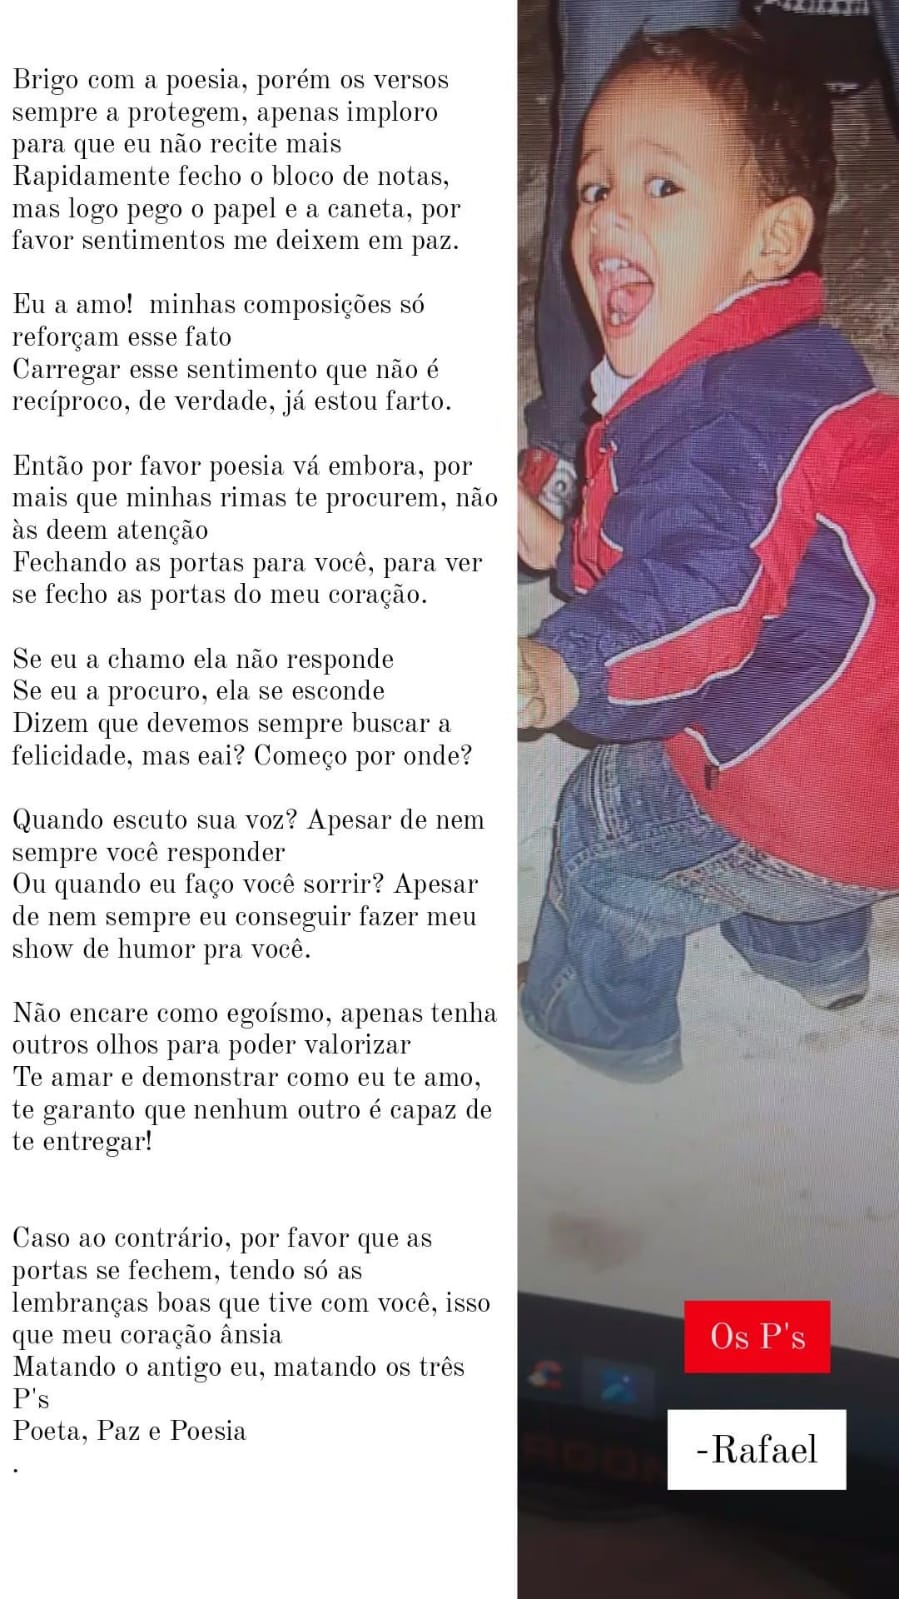 Brigo com a poesia, porém os versos
sempre a protegem, apenas imploro
para que eu não recite mais
Rapidamente fecho o bloco de notas,
mas logo pego o papel e a caneta, por
favor sentimentos me deixem em paz.
Eu a amo!  minhas composições só
reforçam esse fato
Carregar esse sentimento que não é
recíproco, de verdade, já estou farto.
Então por favor poesia vá embora, por
mais que minhas rimas te procurem, não
às deem atenção
Fechando as portas para você, para ver
se fecho as portas do meu coração.
Se eu a chamo ela não responde
Se eu a procuro, ela se esconde
Dizem que devemos sempre buscar a
felicidade, mas eai? Começo por onde?
Quando escuto sua voz? Apesar de nem
sempre você responder
Ou quando eu faço você sorrir? Apesar
de nem sempre eu conseguir fazer meu
show de humor pra você.
Não encare como egoísmo, apenas tenha
outros olhos para poder valorizar
Te amar e demonstrar como eu te amo,
te garanto que nenhum outro é capaz de
te entregar!
Caso ao contrário, por favor que as
portas se fechem, tendo só as
lembranças boas que tive com você, isso
que meu coração ânsia
Matando o antigo eu, matando os três
P's
Poeta, Paz e Poesia
.
Os P's
-Rafael